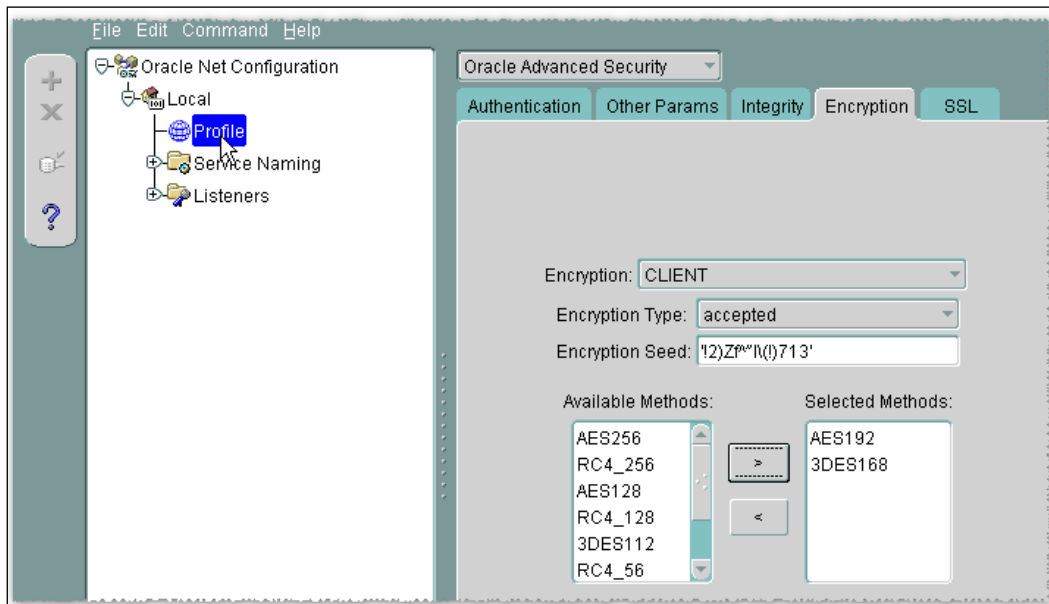 File Edit Command Help
Oracle Net Configuration
Local
Profile
Service Naming
Listeners
Oracle Advanced Security
Authentication Other Params Integrity Encryption SSL
Encryption: CLIENT
Encryption Type: accepted
Encryption Seed:
Available Methods:
AES256
RC4_256
AES128
RC4_128
3DES112
RC4_56
>
<
Selected Methods:
AES192
3DES168